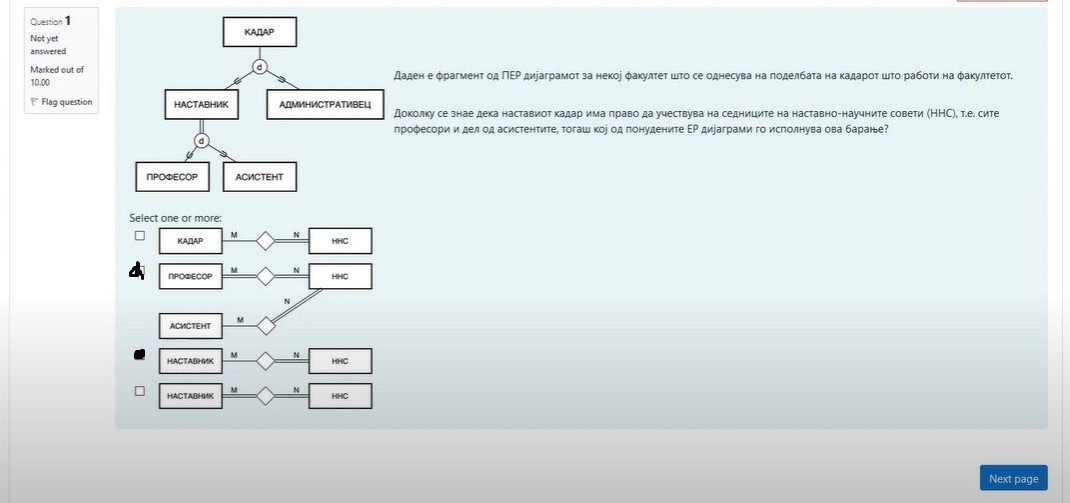 Question 1
Not yet
answered
Marked out of
10.00
Flag question
КАДАР
d
НАСТАВНИК
АДМИНИСТРАТИВЕЦ
d
ПРОФЕСОР
АСИСТЕНТ
Даден е фрагмент од ПЕР дијаграмот за некој факултет што се однесува на поделбата на кадарот што работи на факултетот.
Доколку се знае дека наставиот кадар има право да учествува на седниците на наставно-научните совети (ННС), т.е. сите
професори и дел од асистентите, тогаш кој од понудените ЕР дијаграми го исполнува ова барање?
Select one or more:
КАДАР M N ННС
ПРОФЕСОР M N ННС
N
АСИСТЕНТ M
НАСТАВНИК M N ННС
НАСТАВНИК M N ННС
Next page